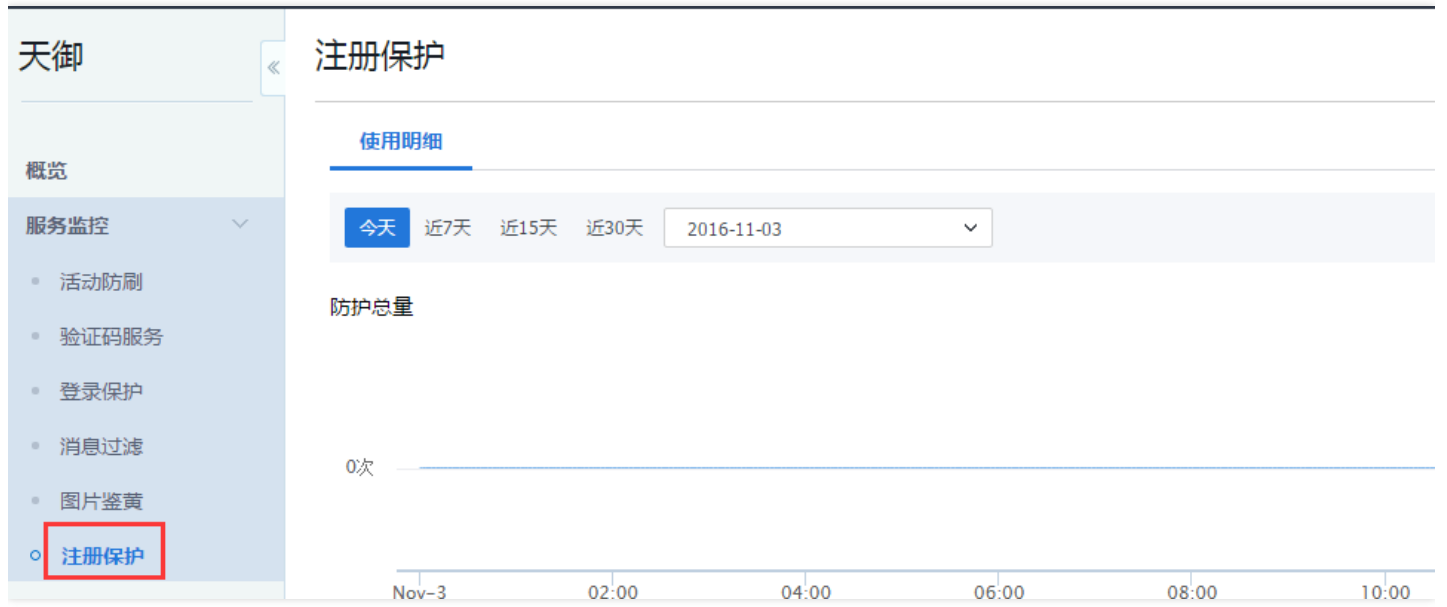 天御
«
概览
服务监控
活动防刷
验证码服务
登录保护
消息过滤
图片鉴黄
注册保护
注册保护
使用明细
今天 近7天 近15天 近30天 2016-11-03
防护总量
0次
Nov-3 02:00 04:00 06:00 08:00 10:00